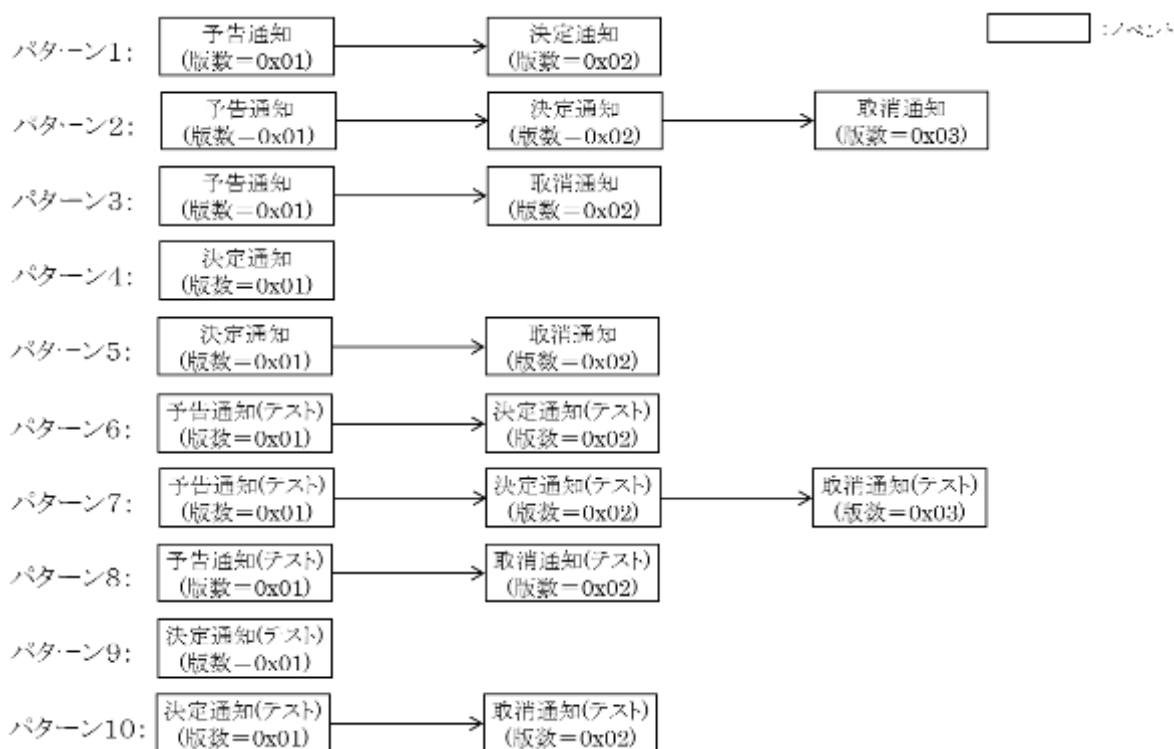 パターン1:
予告通知
(版数=0x01)
決定通知
(版数=0x02)
パターン2:
予告通知
(版数=0x01)
決定通知
(版数=0x02)
取消通知
(版数=0x03)
パターン3:
予告通知
(版数=0x01)
取消通知
(版数=0x02)
パターン4:
決定通知
(版数=0x01)
パターン5:
決定通知
(版数=0x01)
取消通知
(版数=0x02)
パターン6:
予告通知(テスト)
(版数=0x01)
決定通知(テスト)
(版数=0x02)
パターン7:
予告通知(テスト)
(版数=0x01)
決定通知(テスト)
(版数=0x02)
取消通知(テスト)
(版数=0x03)
パターン8:
予告通知(テスト)
(版数=0x01)
取消通知(テスト)
(版数=0x02)
パターン9:
決定通知(テスト)
(版数=0x01)
パターン10:
決定通知(テスト)
(版数=0x01)
取消通知(テスト)
(版数=0x02)